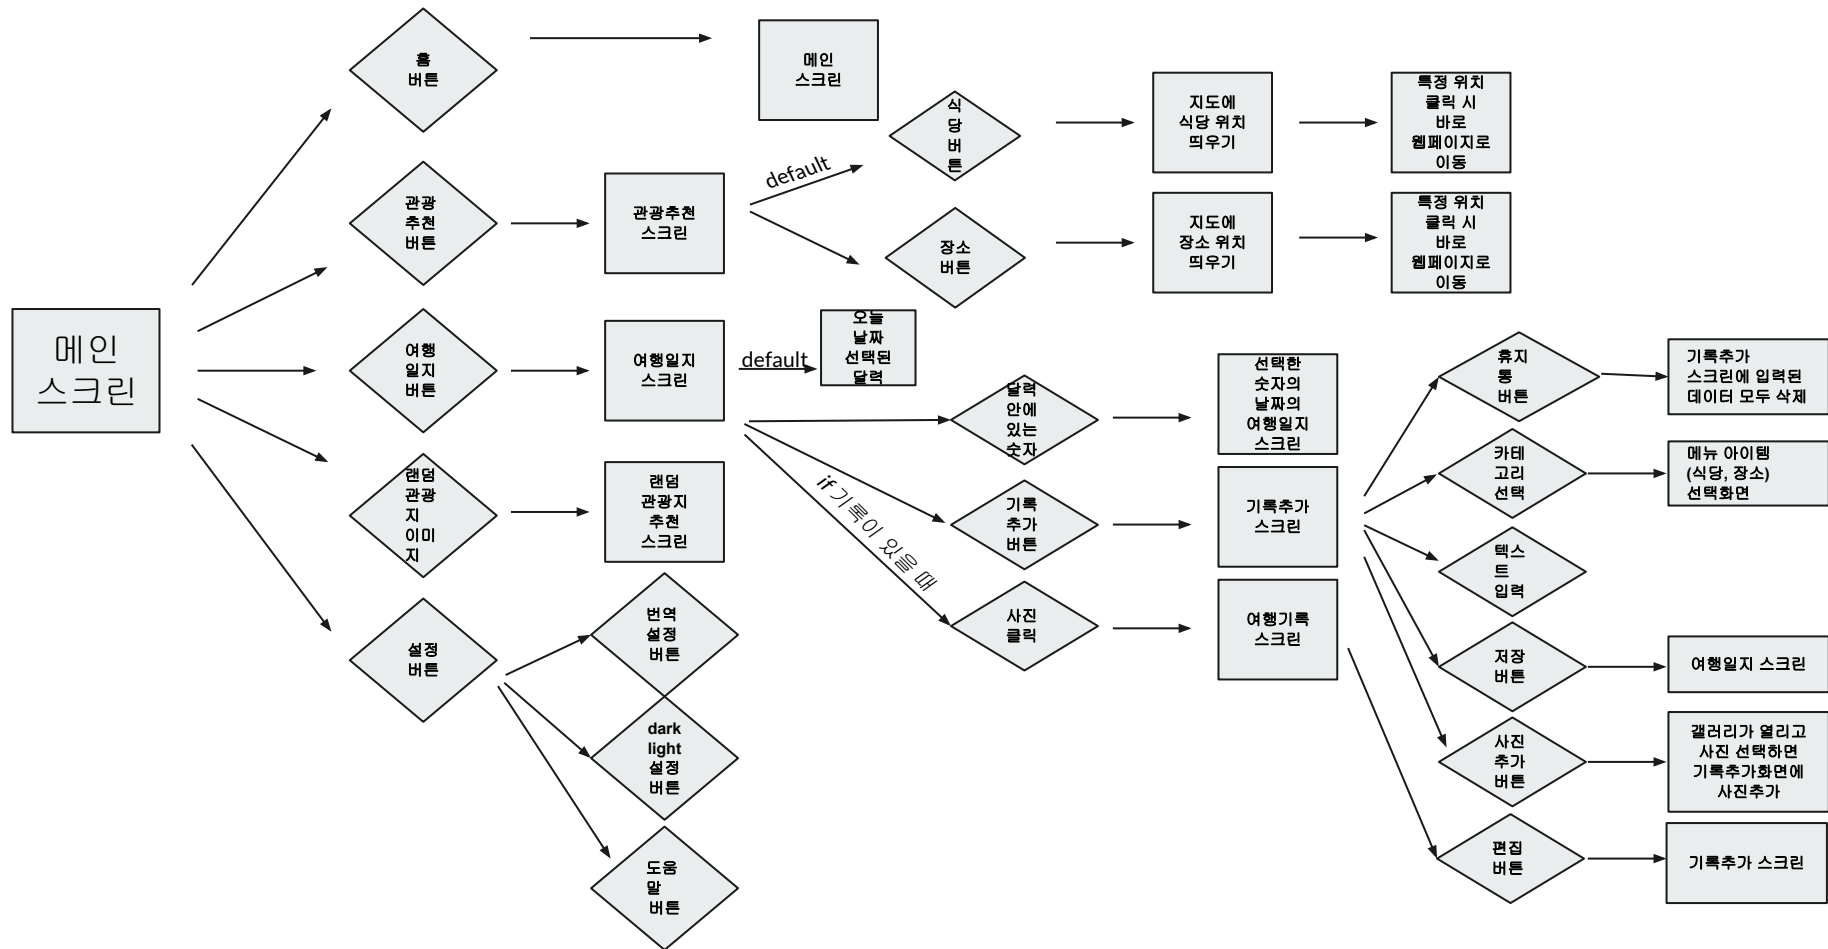 메인
스크린
홈
버튼
관광
추천
버튼
여행
일지
버튼
랜덤
관광
지
이미
지
설정
버튼
메인
스크린
관광추천
스크린
default
식
당
버
튼
장소
버튼
지도에
식당 위치
띄우기
특정 위치
클릭 시
바로
웹페이지로
이동
지도에
장소 위치
띄우기
특정 위치
클릭 시
바로
웹페이지로
이동
여행일지
스크린
default
오늘
날짜
선택된
달력
랜덤
관광지
추천
스크린
번역
설정
버튼
dark
light
설정
버튼
도움
말
버튼
if 기록이 있을 때
달력
안에
있는
숫자
기록
추가
버튼
사진
클릭
선택한
숫자의
날짜의
여행일지
스크린
기록추가
스크린
여행기록
스크린
휴지
통
버튼
기록추가
스크린에 입력된
데이터 모두 삭제
카테
고리
선택
메뉴 아이템
(식당, 장소)
선택화면
텍스
트
입력
저장
버튼
여행일지 스크린
사진
추가
버튼
갤러리가 열리고
사진 선택하면
기록추가화면에
사진추가
편집
버튼
기록추가 스크린